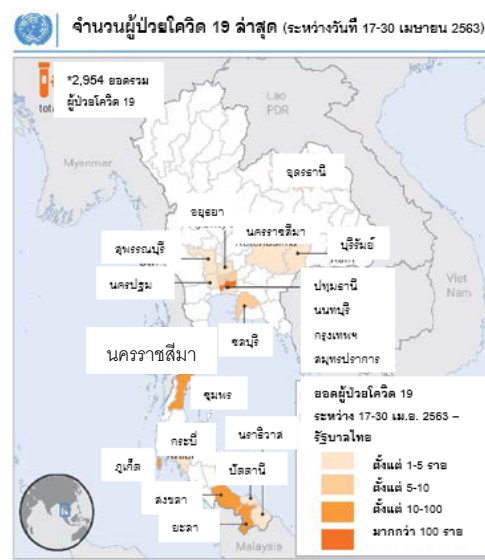 จำนวนผู้ป่วยโควิด 19 ล่าสุด (ระหว่างวันที่ 17-30 เมษายน 2563)
*2,954 ยอดรวม
ผู้ป่วยโควิด 19
Lao
PDR
Myanmar
อุดรธานี
อยุธยา
นครราชสีมา
สุพรรณบุรี
บุรีรัมย์
นครปฐม
ปทุมธานี
นนทบุรี
กรุงเทพฯ
สมุทรปราการ
Viet
Nam
ชลบุรี
นครราชสีมา
ชุมพร
ยอดผู้ป่วยโควิด 19
ระหว่าง 17-30 เม.ย. 2563 –
รัฐบาลไทย
ตั้งแต่ 1-5 ราย
ตั้งแต่ 5-10
ตั้งแต่ 10-100
มากกว่า 100 ราย
กระบี่
นราธิวาส
ภูเก็ต
ปัตตานี
สงขลา
ยะลา
Malaysia